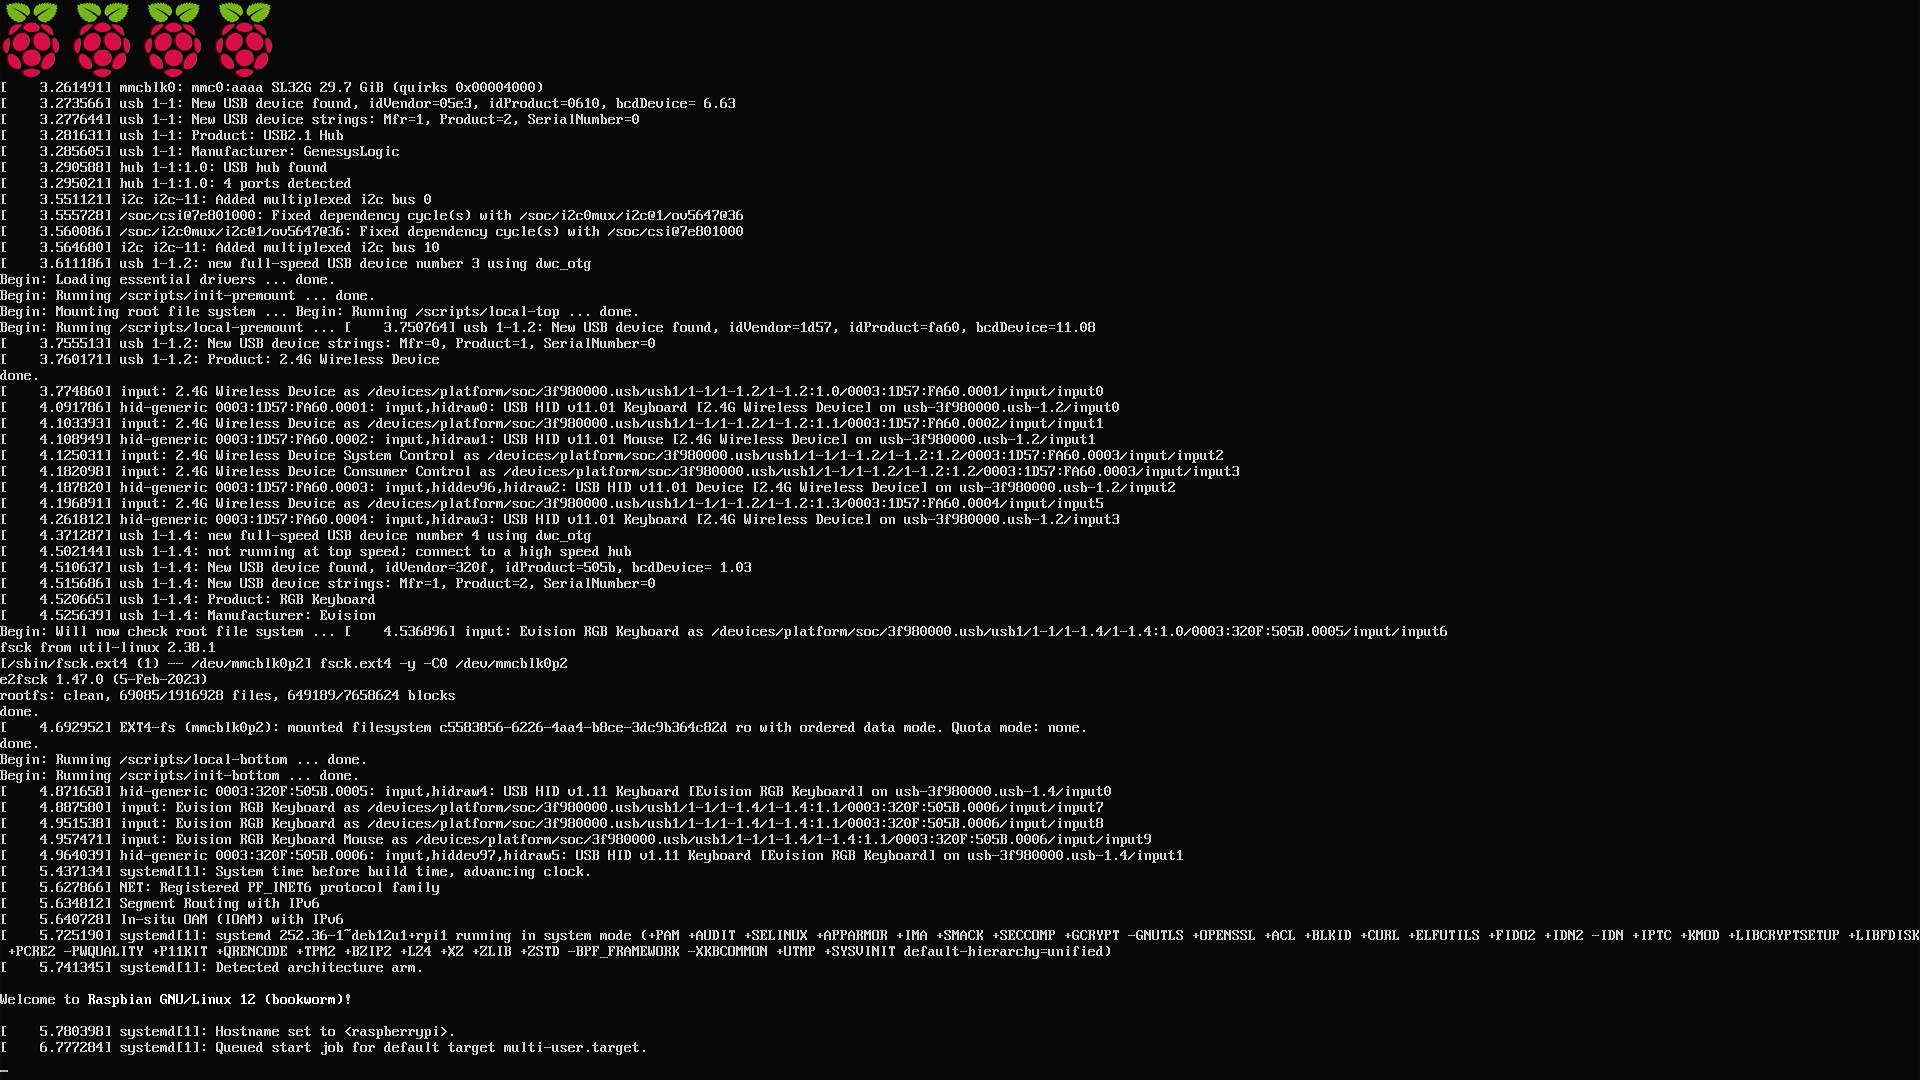 [    3.261491] mmcblk0: mmc0:aaaa SL32G 29.7 GiB (quirks 0x00004000)
[    3.273566] usb 1-1: New USB device found, idVendor=05e3, idProduct=0610, bcdDevice= 6.63
[    3.277644] usb 1-1: New USB device strings: Mfr=1, Product=2, SerialNumber=0
[    3.281631] usb 1-1: Product: USB2.1 Hub
[    3.285605] usb 1-1: Manufacturer: GenesysLogic
[    3.290588] hub 1-1:1.0: USB hub found
[    3.295021] hub 1-1:1.0: 4 ports detected
[    3.551121] i2c i2c-11: Added multiplexed i2c bus 0
[    3.555728] /soc/csi@7e801000: Fixed dependency cycle(s) with /soc/i2c0mux/i2c@1/ov5647@36
[    3.560086] /soc/i2c0mux/i2c@1/ov5647@36: Fixed dependency cycle(s) with /soc/csi@7e801000
[    3.564680] i2c i2c-11: Added multiplexed i2c bus 10
[    3.611186] usb 1-1.2: new full-speed USB device number 3 using dwc_otg
Begin: Loading essential drivers ... done.
Begin: Running /scripts/init-premount ... done.
Begin: Mounting root file system ... Begin: Running /scripts/local-top ... done.
Begin: Running /scripts/local-premount ... [    3.750764] usb 1-1.2: New USB device found, idVendor=1d57, idProduct=fa60, bcdDevice=11.08
[    3.755513] usb 1-1.2: New USB device strings: Mfr=0, Product=1, SerialNumber=0
[    3.760171] usb 1-1.2: Product: 2.4G Wireless Device
done.
[    3.774860] input: 2.4G Wireless Device as /devices/platform/soc/3f980000.usb/usb1/1-1/1-1.2/1-1.2:1.0/0003:1D57:FA60.0001/input/input0
[    4.091786] hid-generic 0003:1D57:FA60.0001: input,hidraw0: USB HID v11.01 Keyboard [2.4G Wireless Device] on usb-3f980000.usb-1.2/input0
[    4.103393] input: 2.4G Wireless Device as /devices/platform/soc/3f980000.usb/usb1/1-1/1-1.2/1-1.2:1.1/0003:1D57:FA60.0002/input/input1
[    4.108949] hid-generic 0003:1D57:FA60.0002: input,hidraw1: USB HID v11.01 Mouse [2.4G Wireless Device] on usb-3f980000.usb-1.2/input1
[    4.125031] input: 2.4G Wireless Device System Control as /devices/platform/soc/3f980000.usb/usb1/1-1/1-1.2/1-1.2:1.2/0003:1D57:FA60.0003/input/input2
[    4.182098] input: 2.4G Wireless Device Consumer Control as /devices/platform/soc/3f980000.usb/usb1/1-1/1-1.2/1-1.2:1.2/0003:1D57:FA60.0003/input/input3
[    4.187820] hid-generic 0003:1D57:FA60.0003: input,hiddev96,hidraw2: USB HID v11.01 Device [2.4G Wireless Device] on usb-3f980000.usb-1.2/input2
[    4.196891] input: 2.4G Wireless Device as /devices/platform/soc/3f980000.usb/usb1/1-1/1-1.2/1-1.2:1.3/0003:1D57:FA60.0004/input/input5
[    4.261812] hid-generic 0003:1D57:FA60.0004: input,hidraw3: USB HID v11.01 Keyboard [2.4G Wireless Device] on usb-3f980000.usb-1.2/input3
[    4.371287] usb 1-1.4: new full-speed USB device number 4 using dwc_otg
[    4.502144] usb 1-1.4: not running at top speed; connect to a high speed hub
[    4.510637] usb 1-1.4: New USB device found, idVendor=320f, idProduct=505b, bcdDevice= 1.03
[    4.515686] usb 1-1.4: New USB device strings: Mfr=1, Product=2, SerialNumber=0
[    4.520665] usb 1-1.4: Product: RGB Keyboard
[    4.525639] usb 1-1.4: Manufacturer: Evision
Begin: Will now check root file system ... [    4.536896] input: Evision RGB Keyboard as /devices/platform/soc/3f980000.usb/usb1/1-1/1-1.4/1-1.4:1.0/0003:320F:505B.0005/input/input6
fsck from util-linux 2.38.1
[/sbin/fsck.ext4 (1) -- /dev/mmcblk0p2] fsck.ext4 -y -C0 /dev/mmcblk0p2
e2fsck 1.47.0 (5-Feb-2023)
rootfs: clean, 69085/1916928 files, 649189/7658624 blocks
done.
[    4.692952] EXT4-fs (mmcblk0p2): mounted filesystem c5583856-6226-4aa4-b8ce-3dc9b364c82d ro with ordered data mode. Quota mode: none.
done.
Begin: Running /scripts/local-bottom ... done.
Begin: Running /scripts/init-bottom ... done.
[    4.871658] hid-generic 0003:320F:505B.0005: input,hidraw4: USB HID v1.11 Keyboard [Evision RGB Keyboard] on usb-3f980000.usb-1.4/input0
[    4.887580] input: Evision RGB Keyboard as /devices/platform/soc/3f980000.usb/usb1/1-1/1-1.4/1-1.4:1.1/0003:320F:505B.0006/input/input7
[    4.951538] input: Evision RGB Keyboard as /devices/platform/soc/3f980000.usb/usb1/1-1/1-1.4/1-1.4:1.1/0003:320F:505B.0006/input/input8
[    4.957471] input: Evision RGB Keyboard Mouse as /devices/platform/soc/3f980000.usb/usb1/1-1/1-1.4/1-1.4:1.1/0003:320F:505B.0006/input/input9
[    4.964039] hid-generic 0003:320F:505B.0006: input,hiddev97,hidraw5: USB HID v1.11 Keyboard [Evision RGB Keyboard] on usb-3f980000.usb-1.4/input1
[    5.437134] systemd[1]: System time before build time, advancing clock.
[    5.627866] NET: Registered PF_INET6 protocol family
[    5.634812] Segment Routing with IPv6
[    5.640728] In-situ OAM (IOAM) with IPv6
[    5.725190] systemd[1]: systemd 252.36-1~deb12u1+rpi1 running in system mode (+PAM +AUDIT +SELINUX +APPARMOR +IMA +SMACK +SECCOMP +GCRYPT -GNUTLS +OPENSSL +ACL +BLKID +CURL +ELFUTILS +FIDO2 +IDN2 -IDN +IPTC +KMOD +LIBCRYPTSETUP +LIBFDISK
+PCRE2 -PWQUALITY +P11KIT +QRENCODE +TPM2 +BZIP2 +LZ4 +XZ +ZLIB +ZSTD -BPF_FRAMEWORK -XKBCOMMON +UTMP +SYSVINIT default-hierarchy=unified)
[    5.741345] systemd[1]: Detected architecture arm.
Welcome to Raspbian GNU/Linux 12 (bookworm)!
[    5.780398] systemd[1]: Hostname set to <raspberrypi>.
[    6.777284] systemd[1]: Queued start job for default target multi-user.target.